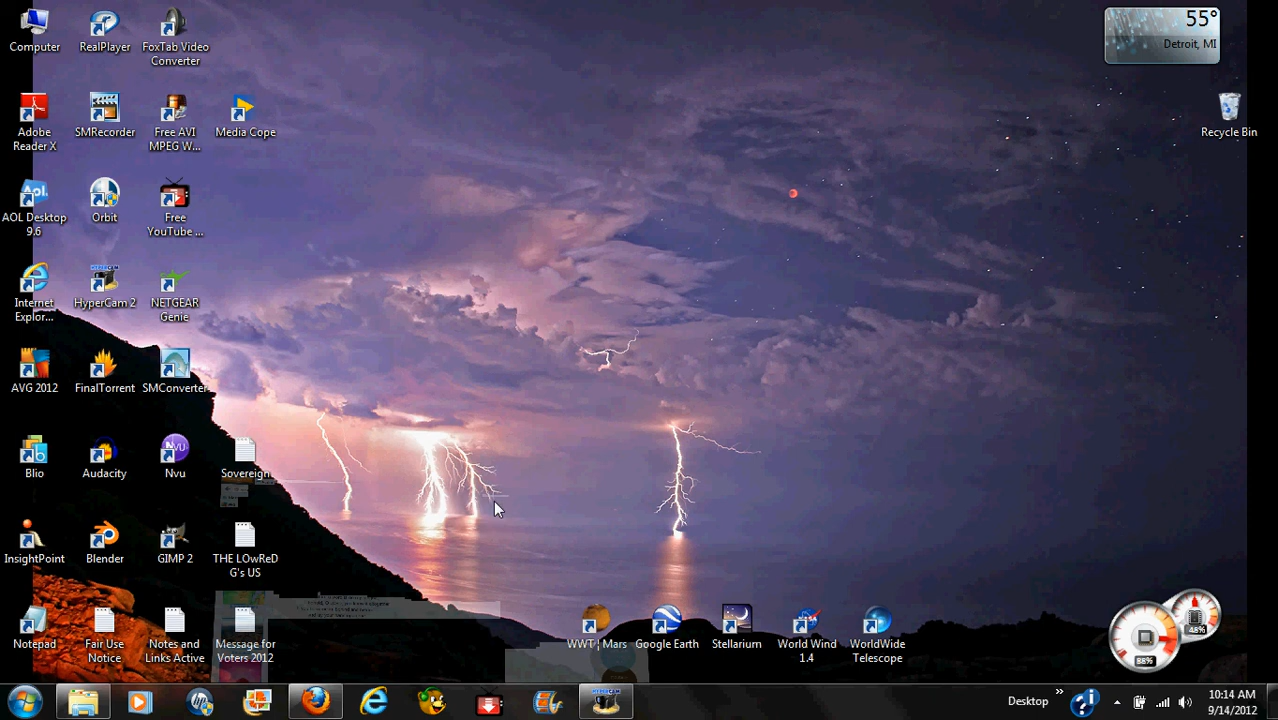 Computer
RealPlayer
FoxTab Video
Converter
55°
Detroit, MI
Adobe
Reader X
SMRecorder
Free AVI
MPEG W...
Media Cope
Recycle Bin
AOL Desktop
9.6
Orbit
Free
YouTube ...
Internet
Explor...
HyperCam 2
NETGEAR
Genie
AVG 2012
FinalTorrent
SMConverter
Blio
Audacity
Nvu
Sovereign
InsightPoint
Blender
GIMP 2
THE LOwReD
G's US
Notepad
Fair Use
Notice
Notes and
Links Active
Message for
Voters 2012
WWT | Mars
Google Earth
Stellarium
World Wind
1.4
WorldWide
Telescope
48%
88%
Desktop
10:14 AM
9/14/2012